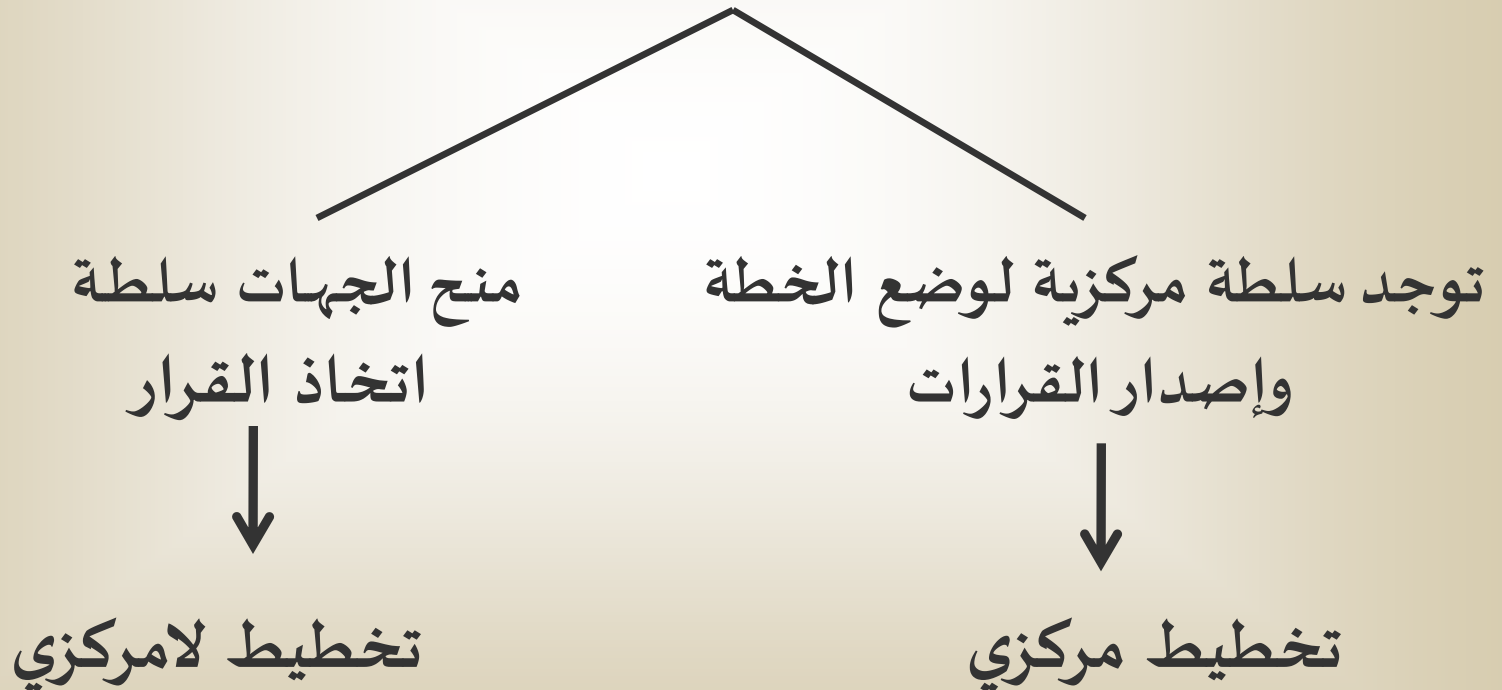 توجد سلطة مركزية لوضع الخطة
وإصدار القرارات
تخطيط مركزي
منح الجهات سلطة
اتخاذ القرار
تخطيط لامركزي